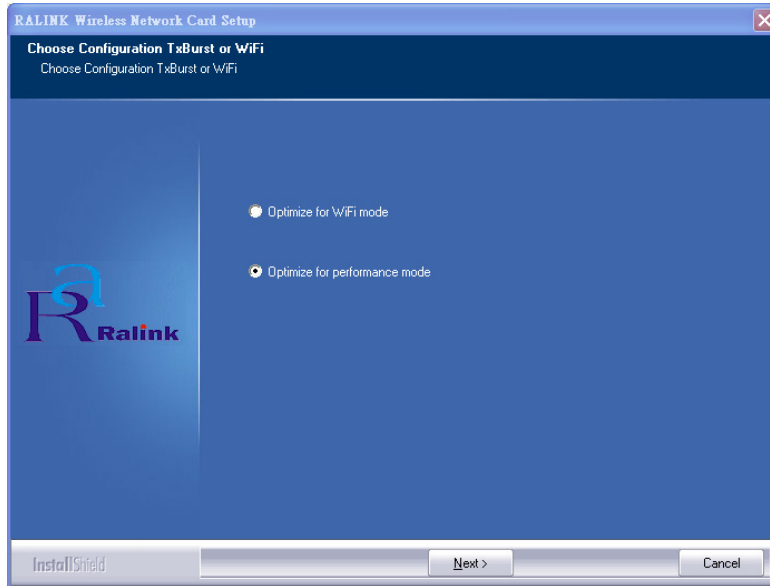 RALINK Wireless Network Card Setup
Choose Configuration TxBurst or WiFi
Choose Configuration TxBurst or WiFi
Optimize for WiFi mode
Optimize for performance mode
Ra
Ralink
InstallShield
Next >
Cancel